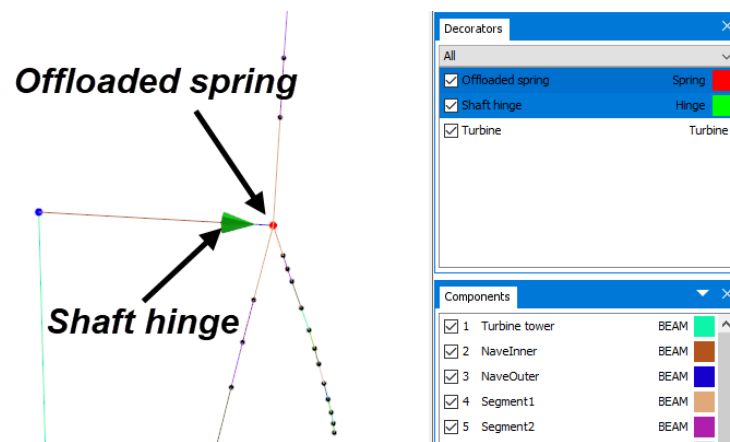 Offloaded spring
Shaft hinge
Decorators
All
Offloaded spring Spring
Shaft hinge Hinge
Turbine Turbine
Components
1 Turbine tower BEAM
2 NaveInner BEAM
3 NaveOuter BEAM
4 Segment1 BEAM
5 Segment2 BEAM